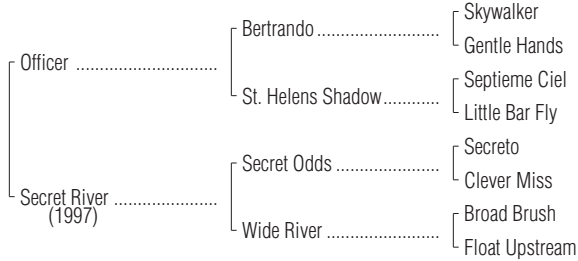 Skywalker
Bertrando ........................................
Gentle Hands
Officer ..............................................
Septieme Ciel
St. Helens Shadow..................
Little Bar Fly
Secreto
Secret Odds ..................................
Clever Miss
Secret River ..................................
(1997)
Broad Brush
Wide River ....................................
Float Upstream